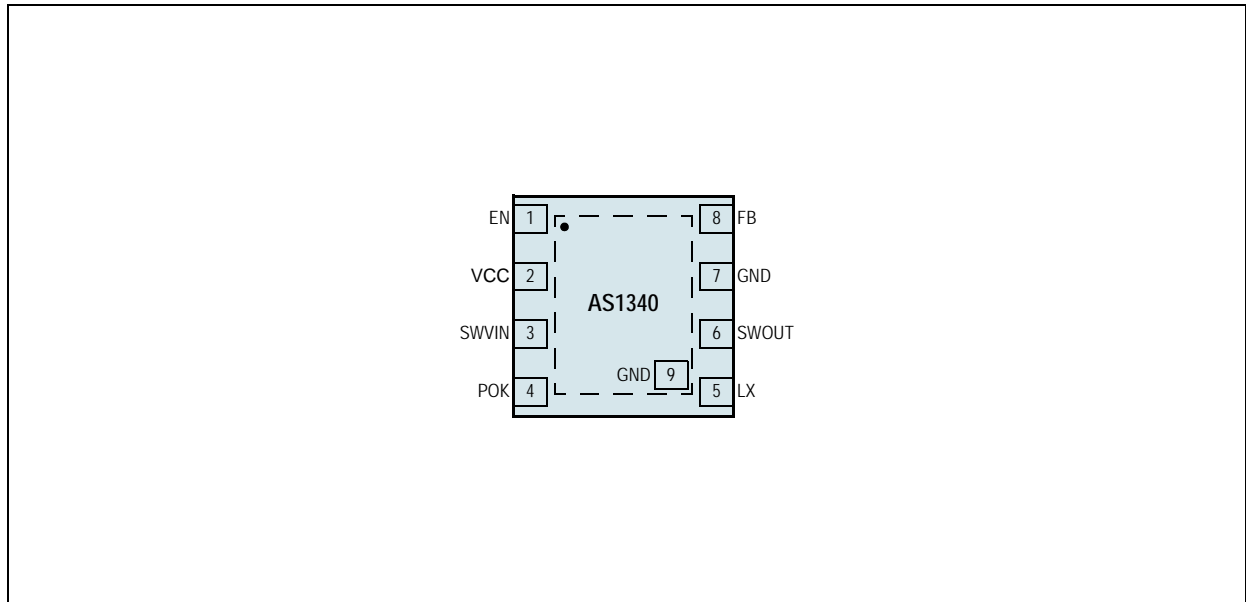 EN 1 8 FB
VCC 2 7 GND
AS1340
SWVIN 3 6 SWOUT
GND 9
POK 4 5 LX